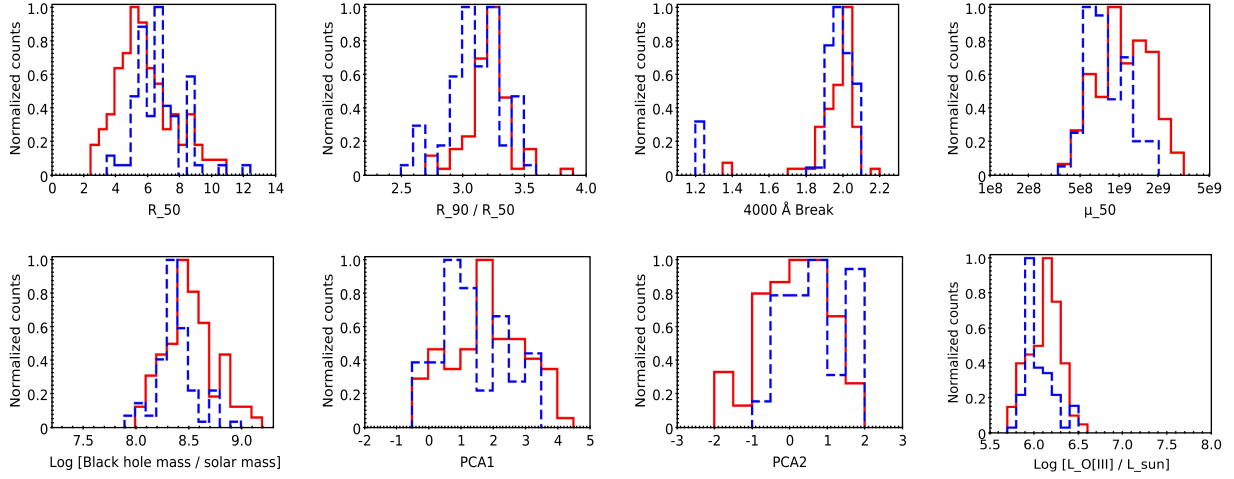 Normalized counts
1.0
0.8
0.6
0.4
0.2
0
0 2 4 6 8 10 12 14
R_50
Normalized counts
1.0
0.8
0.6
0.4
0.2
0
2.5 3.0 3.5 4.0
R_90 / R_50
Normalized counts
1.0
0.8
0.6
0.4
0.2
0
1.2 1.4 1.6 1.8 2.0 2.2
4000 Å Break
Normalized counts
1.0
0.8
0.6
0.4
0.2
0
1e8 2e8 5e8 1e9 2e9 5e9
μ_50
Normalized counts
1.0
0.8
0.6
0.4
0.2
0
7.5 8.0 8.5 9.0
Log [Black hole mass / solar mass]
Normalized counts
1.0
0.8
0.6
0.4
0.2
0
-2 -1 0 1 2 3 4 5
PCA1
Normalized counts
1.0
0.8
0.6
0.4
0.2
0
-3 -2 -1 0 1 2 3
PCA2
Normalized counts
1.0
0.8
0.6
0.4
0.2
0
5.5 6.0 6.5 7.0 7.5 8.0
Log [L_O[III] / L_sun]